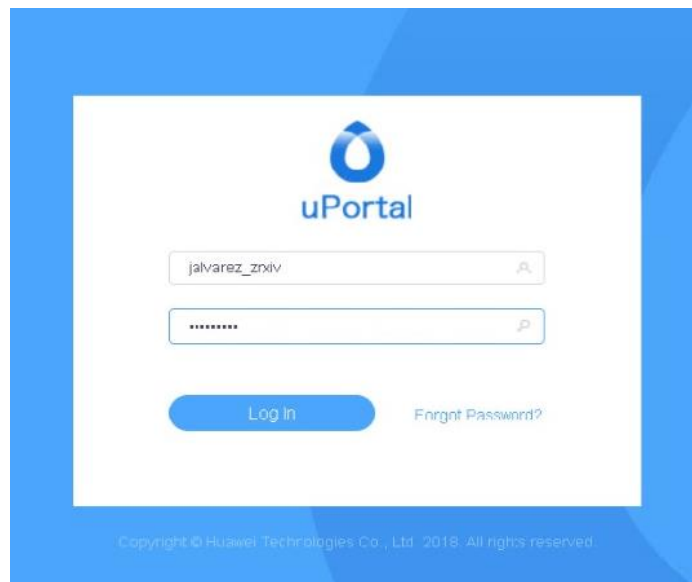 uPortal
jalvarez_zrxiv
•••••••••
Log In
Forgot Password?
Copyright © Huawei Technologies Co., Ltd. 2018. All rights reserved.